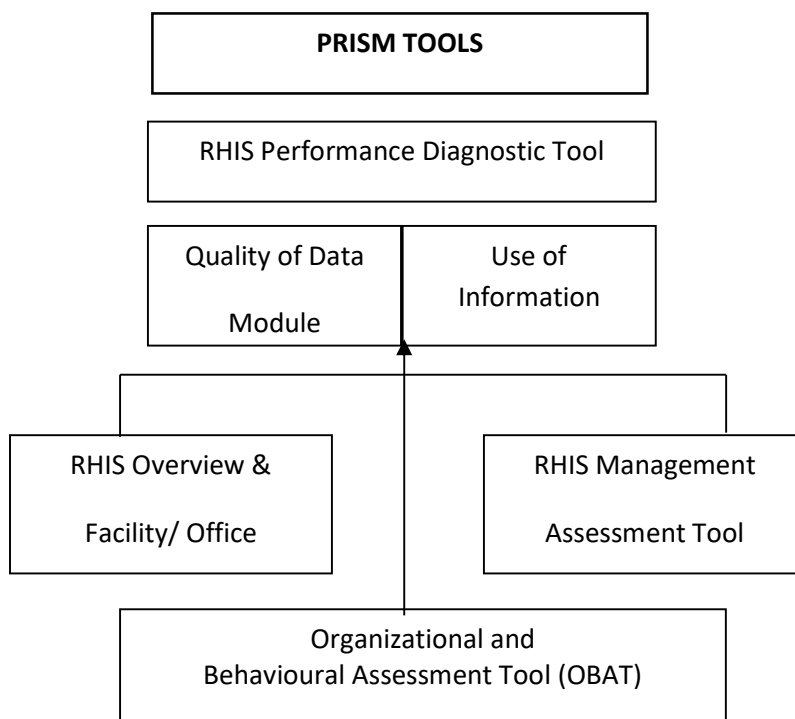 PRISM TOOLS
RHIS Performance Diagnostic Tool
Quality of Data
Module
Use of
Information
RHIS Overview &
Facility/ Office
RHIS Management
Assessment Tool
Organizational and
Behavioural Assessment Tool (OBAT)